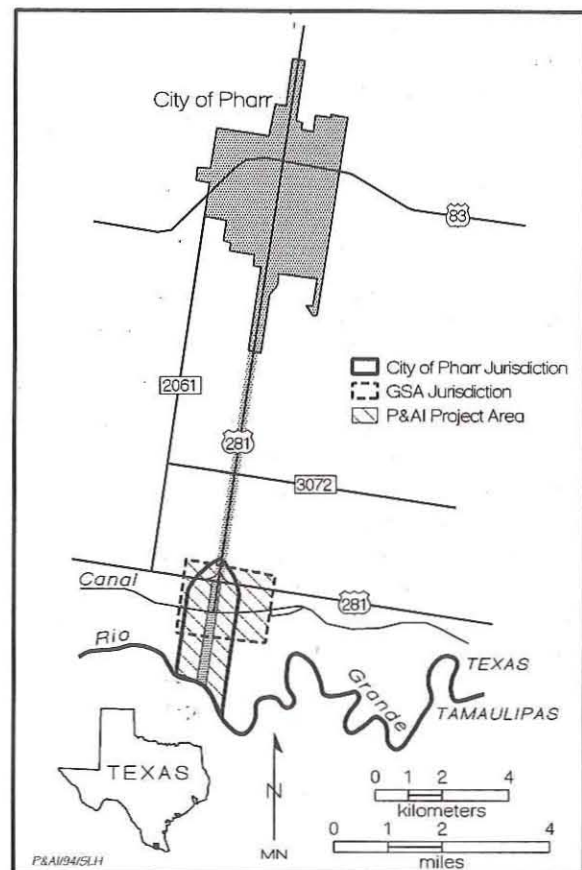 City of Pharr
83
City of Pharr Jurisdiction
GSA Jurisdiction
P&AI Project Area
2061
281
3072
Canal
281
Rio
Grande
TEXAS
TAMAULIPAS
TEXAS
N
MN
0 1 2 4
kilometers
0 1 2 4
miles
P&AI/94/SLH